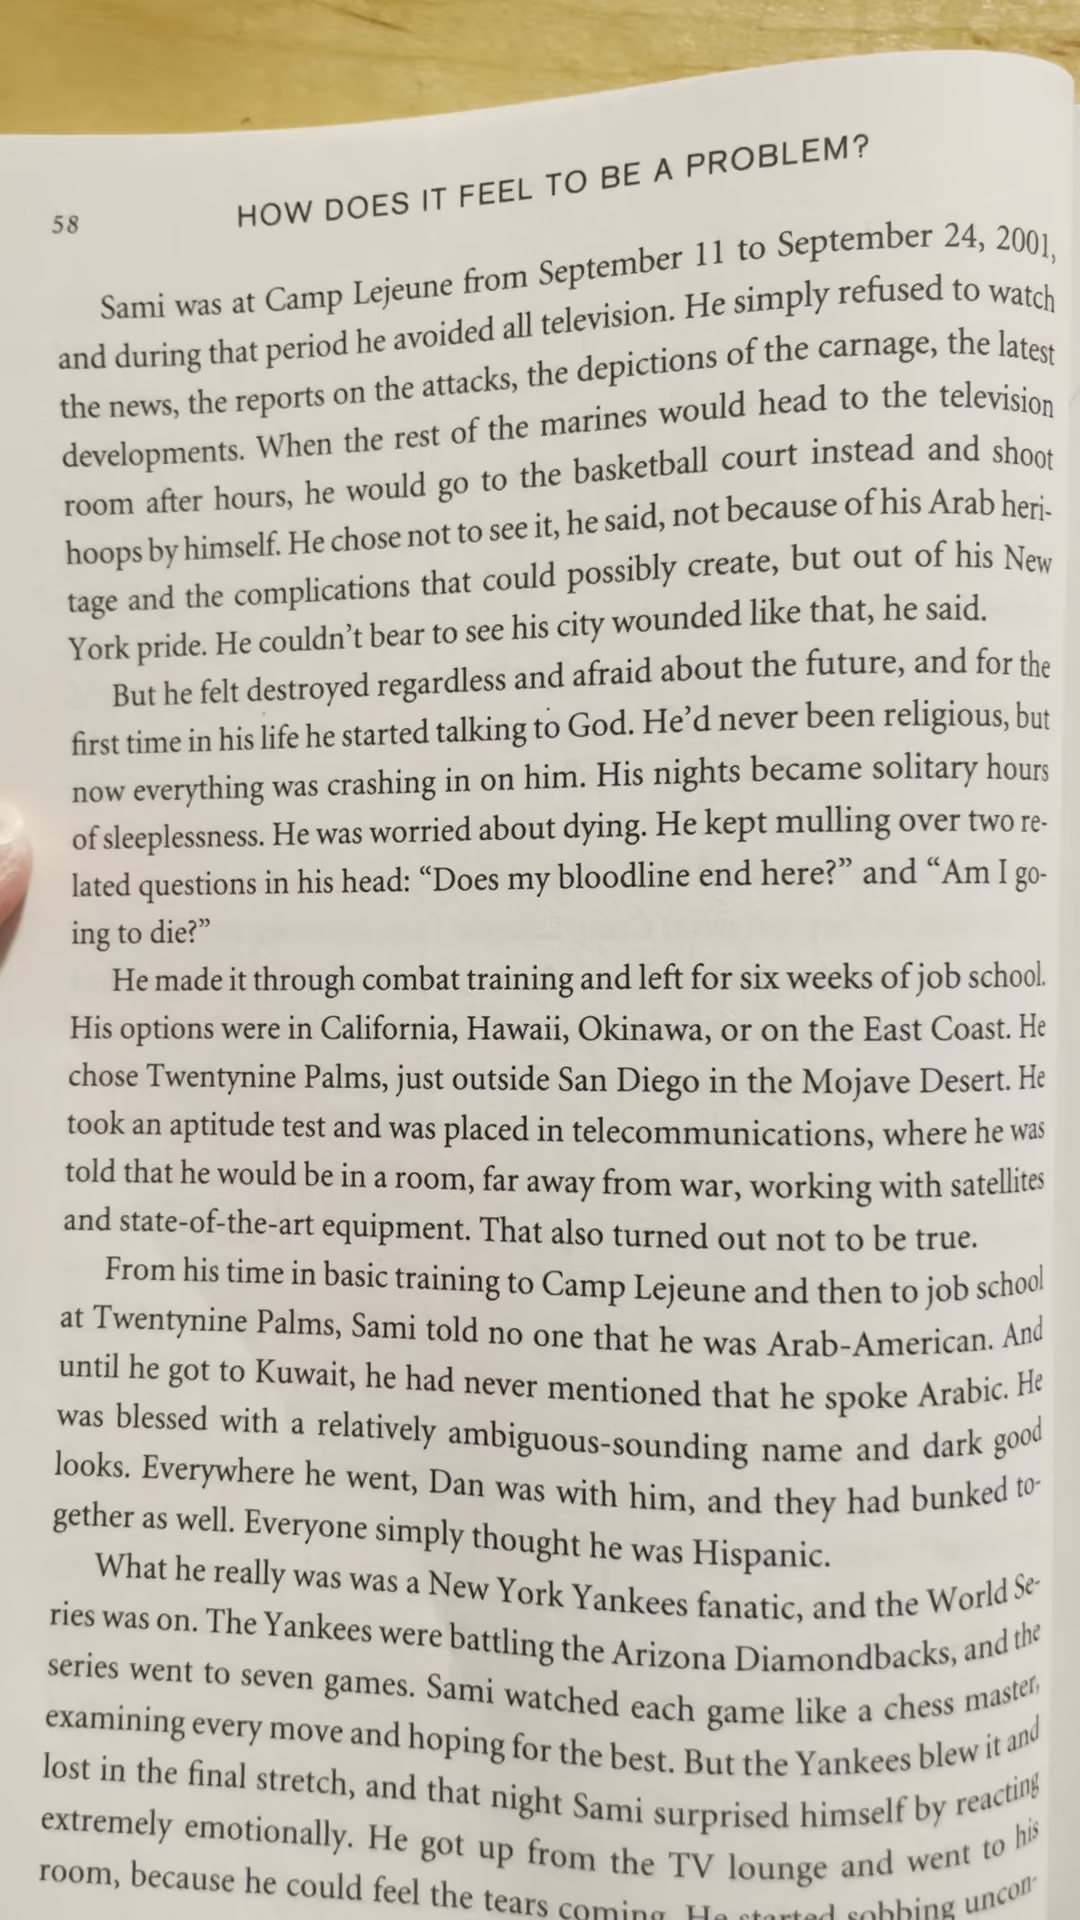 58
HOW DOES IT FEEL TO BE A PROBLEM?
Sami was at Camp Lejeune from September 11 to September 24, 2001,
and during that period he avoided all television. He simply refused to watch
the news, the reports on the attacks, the depictions of the carnage, the latest
developments. When the rest of the marines would head to the television
room after hours, he would go to the basketball court instead and shoot
hoops by himself. He chose not to see it, he said, not because of his Arab heri-
tage and the complications that could possibly create, but out of his New
York pride. He couldn’t bear to see his city wounded like that, he said.
But he felt destroyed regardless and afraid about the future, and for the
first time in his life he started talking to God. He’d never been religious, but
now everything was crashing in on him. His nights became solitary hours
of sleeplessness. He was worried about dying. He kept mulling over two re-
lated questions in his head: “Does my bloodline end here?” and “Am I go-
ing to die?”
He made it through combat training and left for six weeks of job school.
His options were in California, Hawaii, Okinawa, or on the East Coast. He
chose Twentynine Palms, just outside San Diego in the Mojave Desert. He
took an aptitude test and was placed in telecommunications, where he was
told that he would be in a room, far away from war, working with satellites
and state-of-the-art equipment. That also turned out not to be true.
From his time in basic training to Camp Lejeune and then to job school
at Twentynine Palms, Sami told no one that he was Arab-American. And
until he got to Kuwait, he had never mentioned that he spoke Arabic. He
was blessed with a relatively ambiguous-sounding name and dark good
looks. Everywhere he went, Dan was with him, and they had bunked to-
gether as well. Everyone simply thought he was Hispanic.
What he really was was a New York Yankees fanatic, and the World Se-
ries was on. The Yankees were battling the Arizona Diamondbacks, and the
series went to seven games. Sami watched each game like a chess master,
examining every move and hoping for the best. But the Yankees blew it and
lost in the final stretch, and that night Sami surprised himself by reacting
extremely emotionally. He got up from the TV lounge and went to his
room, because he could feel the tears coming. He started sobbing uncon-